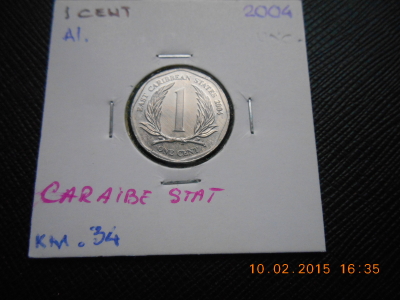 1 CENT 2004
Al. UNC.
EAST CARIBBEAN STATES 2004
1
ONE CENT
CARAIBE STAT
KM. 34
10.02.2015 16:35